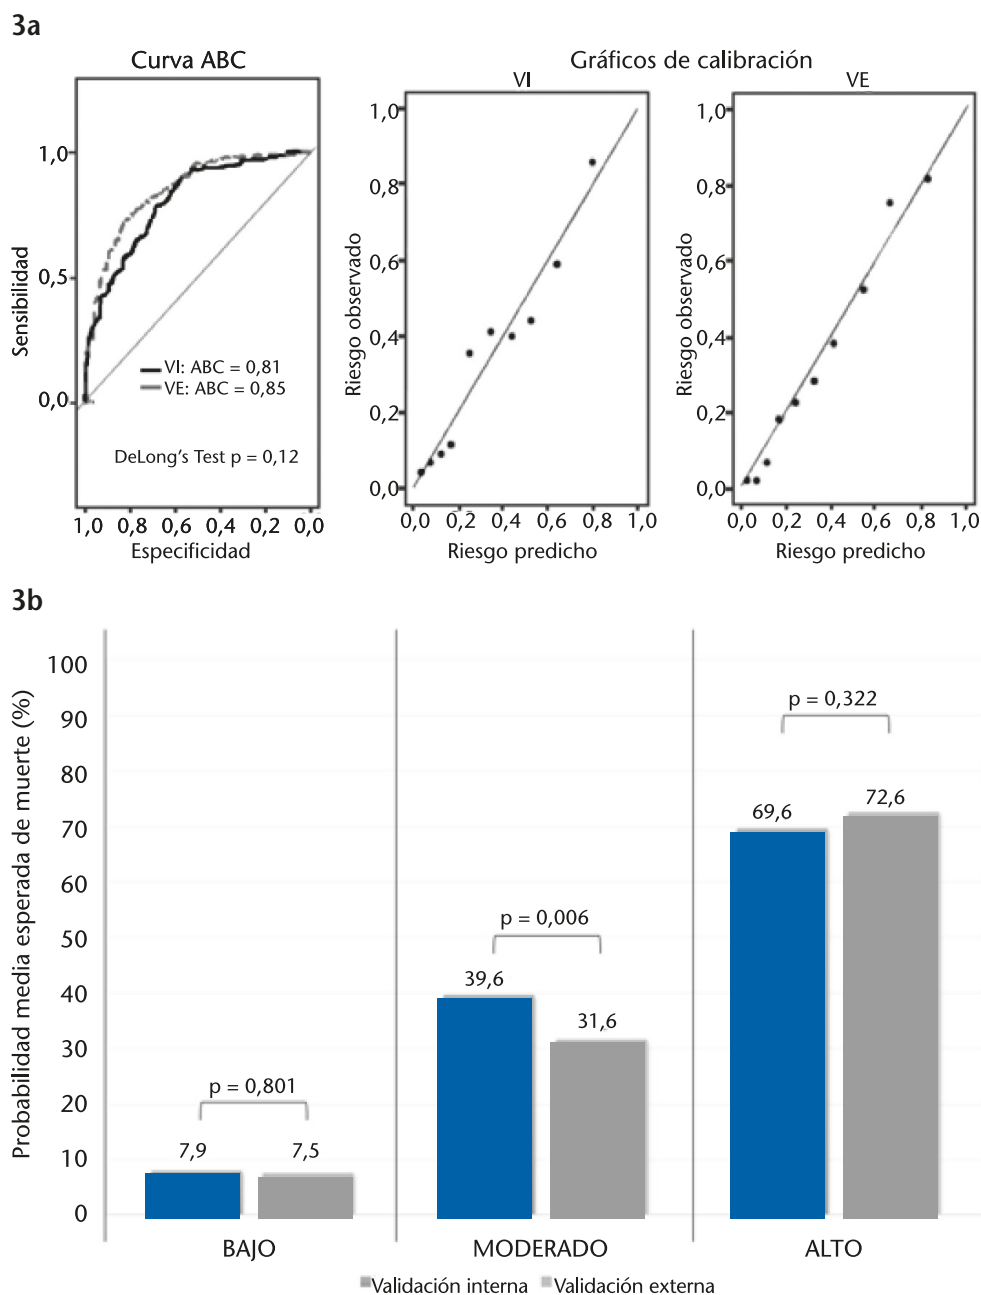 3a
Curva ABC
Gráficos de calibración
VI
VE
Sensibilidad
1,0
0,5
0,0
VI: ABC = 0,81
VE: ABC = 0,85
DeLong's Test p = 0,12
1,0 0,8 0,6 0,4 0,2 0,0
Especificidad
Riesgo observado
1,0
0,8
0,6
0,4
0,2
0,0
0,0 0,2 0,4 0,6 0,8 1,0
Riesgo predicho
Riesgo observado
1,0
0,8
0,6
0,4
0,2
0,0
0,0 0,2 0,4 0,6 0,8 1,0
Riesgo predicho
3b
Probabilidad media esperada de muerte (%)
100
90
80
70
60
50
40
30
20
10
0
p = 0,801
7,9 7,5
p = 0,006
39,6
31,6
p = 0,322
69,6
72,6
BAJO MODERADO ALTO
Validación interna Validación externa